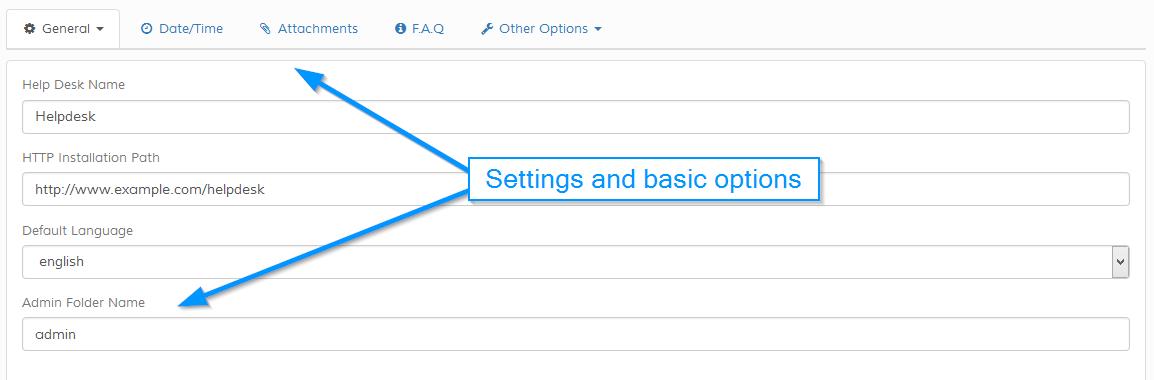 General Date/Time Attachments F.A.Q Other Options
Help Desk Name
Helpdesk
HTTP Installation Path
Settings and basic options
http://www.example.com/helpdesk
Default Language
english
Admin Folder Name
admin